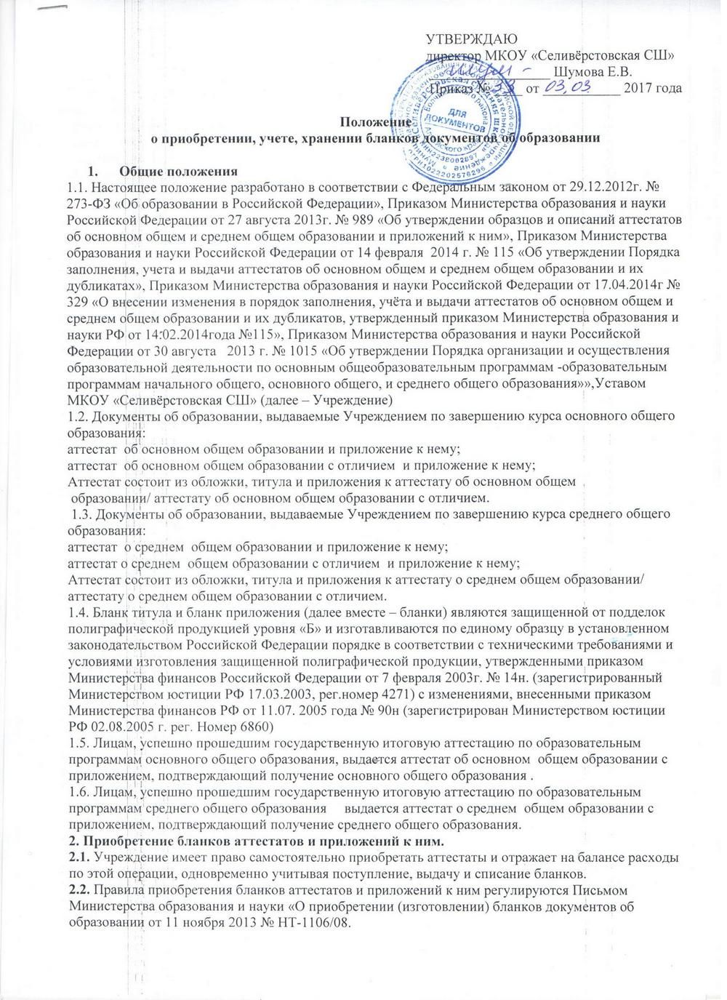 УТВЕРЖДАЮ
директор МКОУ «Селивёрстовская СШ»
Шумова Е.В.
Приказ № 33 от 03.03 2017 года
ДЛЯ ДОКУМЕНТОВ
Положение
о приобретении, учете, хранении бланков документов об образовании
1. Общие положения
1.1. Настоящее положение разработано в соответствии с Федеральным законом от 29.12.2012г. №
273-ФЗ «Об образовании в Российской Федерации», Приказом Министерства образования и науки
Российской Федерации от 27 августа 2013г. № 989 «Об утверждении образцов и описаний аттестатов
об основном общем и среднем общем образовании и приложений к ним», Приказом Министерства
образования и науки Российской Федерации от 14 февраля 2014 г. № 115 «Об утверждении Порядка
заполнения, учета и выдачи аттестатов об основном общем и среднем общем образовании и их
дубликатах», Приказом Министерства образования и науки Российской Федерации от 17.04.2014г №
329 «О внесении изменения в порядок заполнения, учёта и выдачи аттестатов об основном общем и
среднем общем образовании и их дубликатов, утвержденный приказом Министерства образования и
науки РФ от 14.02.2014года №115», Приказом Министерства образования и науки Российской
Федерации от 30 августа 2013 г. № 1015 «Об утверждении Порядка организации и осуществления
образовательной деятельности по основным общеобразовательным программам -образовательным
программам начального общего, основного общего, и среднего общего образования»»,Уставом
МКОУ «Селивёрстовская СШ» (далее – Учреждение)
1.2. Документы об образовании, выдаваемые Учреждением по завершению курса основного общего
образования:
аттестат об основном общем образовании и приложение к нему;
аттестат об основном общем образовании с отличием и приложение к нему;
Аттестат состоит из обложки, титула и приложения к аттестату об основном общем
образовании/ аттестату об основном общем образовании с отличием.
1.3. Документы об образовании, выдаваемые Учреждением по завершению курса среднего общего
образования:
аттестат о среднем общем образовании и приложение к нему;
аттестат о среднем общем образовании с отличием и приложение к нему;
Аттестат состоит из обложки, титула и приложения к аттестату о среднем общем образовании/
аттестату о среднем общем образовании с отличием.
1.4. Бланк титула и бланк приложения (далее вместе – бланки) являются защищенной от подделок
полиграфической продукцией уровня «Б» и изготавливаются по единому образцу в установленном
законодательством Российской Федерации порядке в соответствии с техническими требованиями и
условиями изготовления защищенной полиграфической продукции, утвержденными приказом
Министерства финансов Российской Федерации от 7 февраля 2003г. № 14н. (зарегистрированный
Министерством юстиции РФ 17.03.2003, рег.номер 4271) с изменениями, внесенными приказом
Министерства финансов РФ от 11.07. 2005 года № 90н (зарегистрирован Министерством юстиции
РФ 02.08.2005 г. рег. Номер 6860)
1.5. Лицам, успешно прошедшим государственную итоговую аттестацию по образовательным
программам основного общего образования, выдается аттестат об основном общем образовании с
приложением, подтверждающий получение основного общего образования .
1.6. Лицам, успешно прошедшим государственную итоговую аттестацию по образовательным
программам среднего общего образования выдается аттестат о среднем общем образовании с
приложением, подтверждающий получение среднего общего образования.
2. Приобретение бланков аттестатов и приложений к ним.
2.1. Учреждение имеет право самостоятельно приобретать аттестаты и отражает на балансе расходы
по этой операции, одновременно учитывая поступление, выдачу и списание бланков.
2.2. Правила приобретения бланков аттестатов и приложений к ним регулируются Письмом
Министерства образования и науки «О приобретении (изготовлении) бланков документов об
образовании от 11 ноября 2013 № НТ-1106/08.